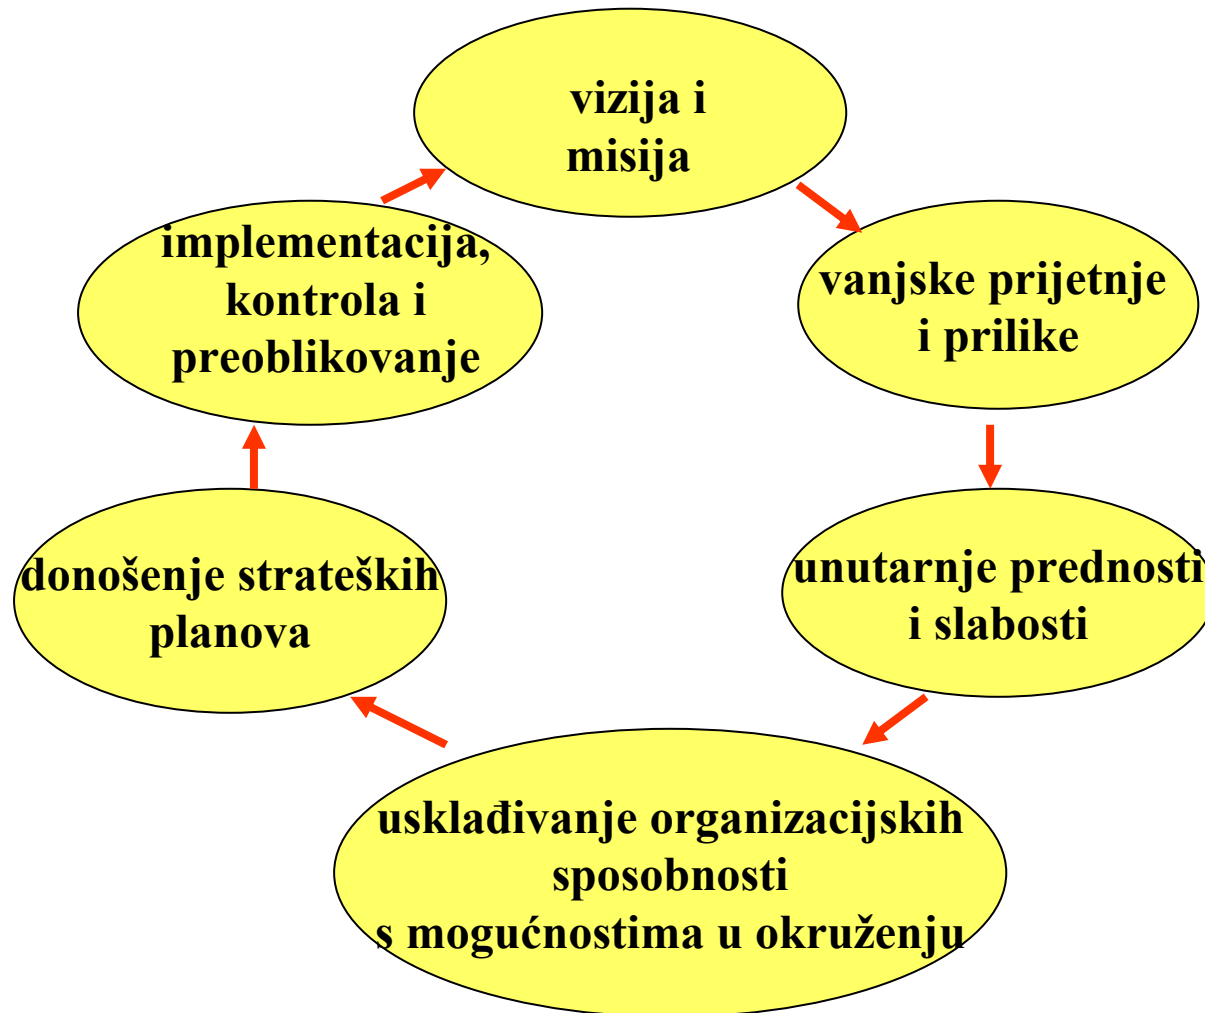 vizija i
misija
vanjske prijetnje
i prilike
unutarnje prednosti
i slabosti
usklađivanje organizacijskih
sposobnosti
s mogućnostima u okruženju
donošenje strateških
planova
implementacija,
kontrola i
preoblikovanje